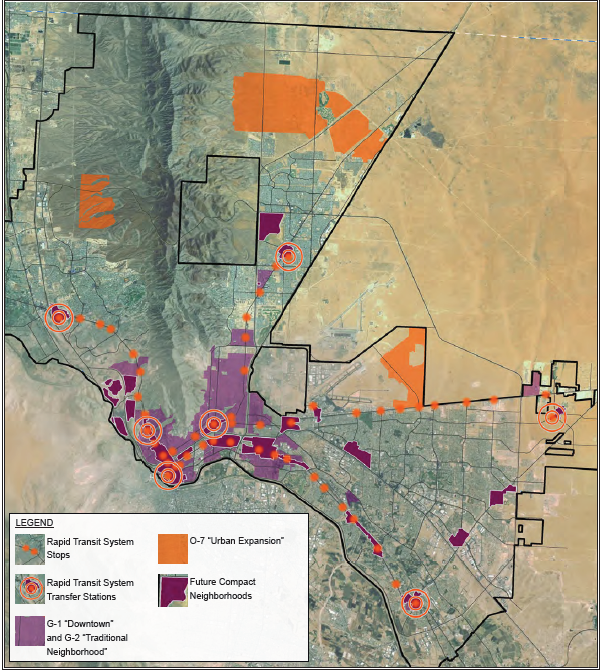 LEGEND
Rapid Transit System
Stops
O-7 "Urban Expansion"
Rapid Transit System
Transfer Stations
Future Compact
Neighborhoods
G-1 "Downtown"
and G-2 "Traditional
Neighborhood"